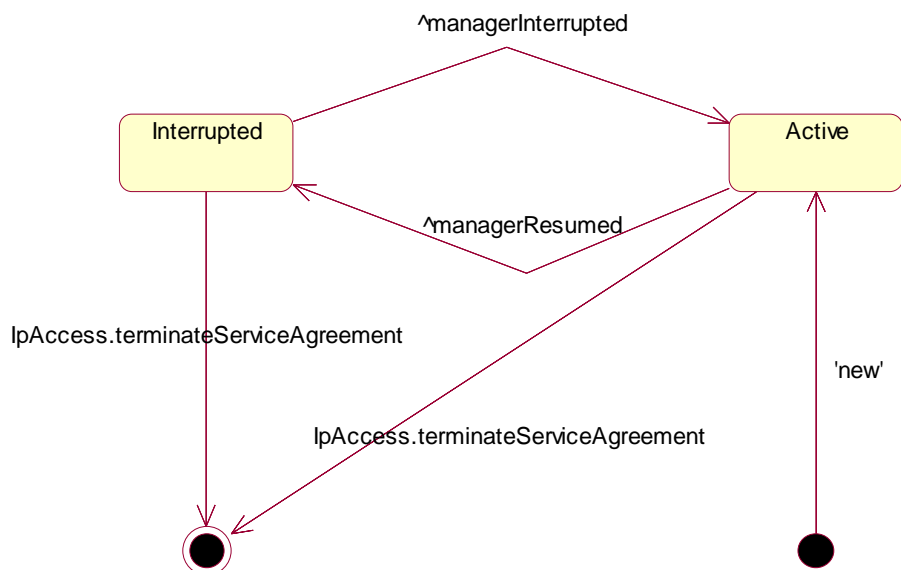 ^managerInterrupted
Interrupted
Active
^managerResumed
IpAccess.terminateServiceAgreement
'new'
IpAccess.terminateServiceAgreement